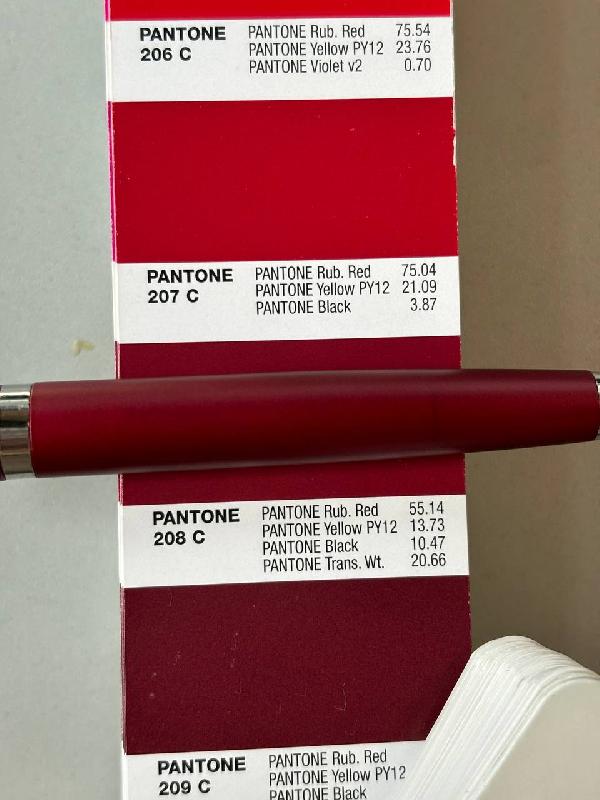 PANTONE
206 C
PANTONE Rub. Red 75.54
PANTONE Yellow PY12 23.76
PANTONE Violet v2 0.70
PANTONE
207 C
PANTONE Rub. Red 75.04
PANTONE Yellow PY12 21.09
PANTONE Black 3.87
PANTONE
208 C
PANTONE Rub. Red 55.14
PANTONE Yellow PY12 13.73
PANTONE Black 10.47
PANTONE Trans. Wt. 20.66
PANTONE
209 C
PANTONE Rub. Red
PANTONE Yellow PY12
PANTONE Black